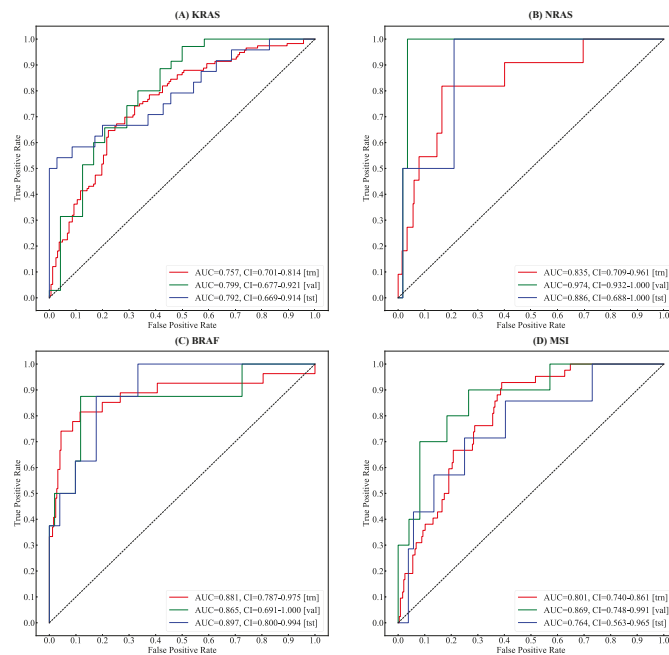 (A) KRAS
1.0
0.9
0.8
0.7
0.6
0.5
0.4
0.3
0.2
0.1
0.0
True Positive Rate
AUC=0.757, CI=0.701-0.814 [trn]
AUC=0.799, CI=0.677-0.921 [val]
AUC=0.792, CI=0.669-0.914 [tst]
0.0 0.1 0.2 0.3 0.4 0.5 0.6 0.7 0.8 0.9 1.0
False Positive Rate
(B) NRAS
1.0
0.9
0.8
0.7
0.6
0.5
0.4
0.3
0.2
0.1
0.0
True Positive Rate
AUC=0.835, CI=0.709-0.961 [trn]
AUC=0.974, CI=0.932-1.000 [val]
AUC=0.886, CI=0.688-1.000 [tst]
0.0 0.1 0.2 0.3 0.4 0.5 0.6 0.7 0.8 0.9 1.0
False Positive Rate
(C) BRAF
1.0
0.9
0.8
0.7
0.6
0.5
0.4
0.3
0.2
0.1
0.0
True Positive Rate
AUC=0.881, CI=0.787-0.975 [trn]
AUC=0.865, CI=0.691-1.000 [val]
AUC=0.897, CI=0.800-0.994 [tst]
0.0 0.1 0.2 0.3 0.4 0.5 0.6 0.7 0.8 0.9 1.0
False Positive Rate
(D) MSI
1.0
0.9
0.8
0.7
0.6
0.5
0.4
0.3
0.2
0.1
0.0
True Positive Rate
AUC=0.801, CI=0.740-0.861 [trn]
AUC=0.869, CI=0.748-0.991 [val]
AUC=0.764, CI=0.563-0.965 [tst]
0.0 0.1 0.2 0.3 0.4 0.5 0.6 0.7 0.8 0.9 1.0
False Positive Rate